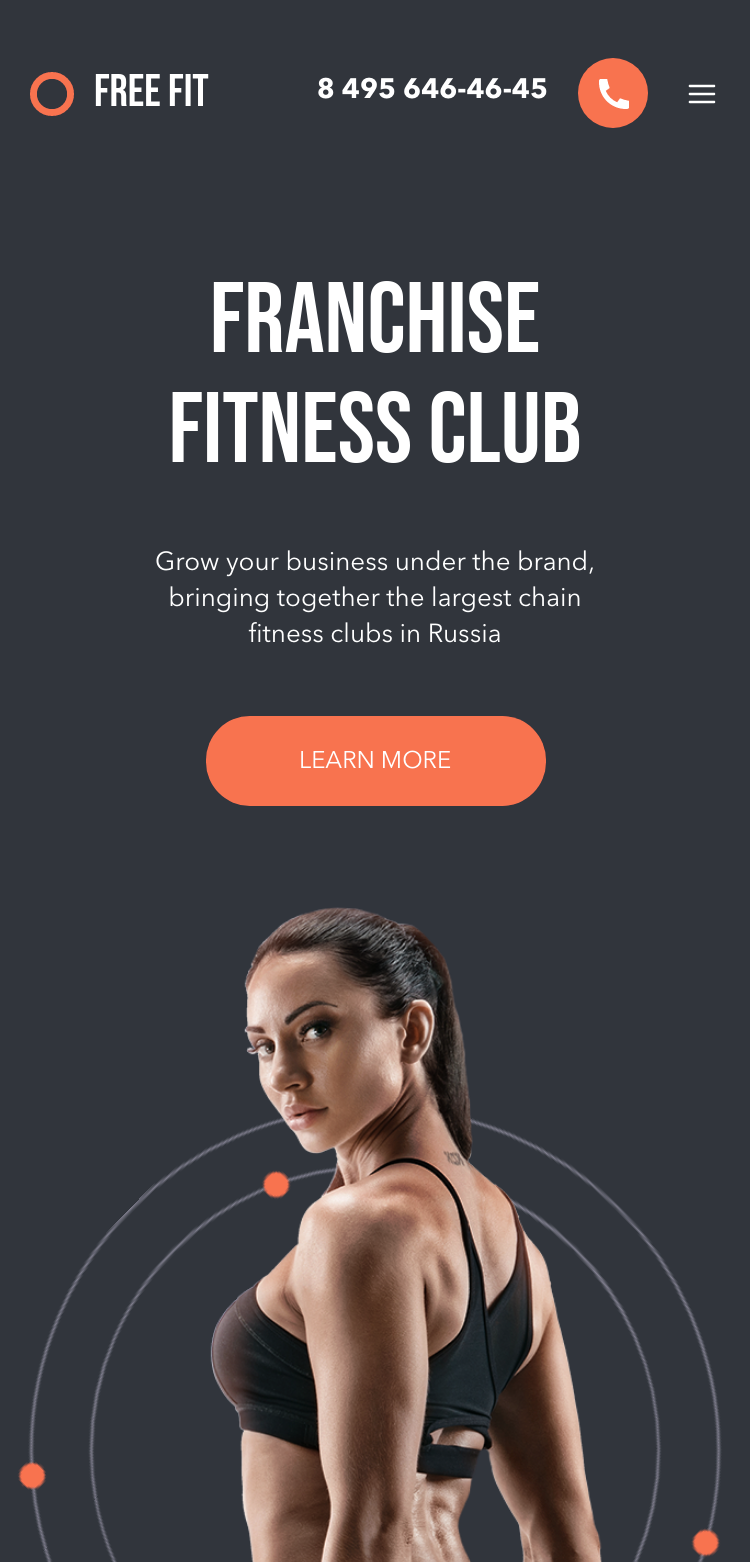 FREE FIT
8 495 646-46-45
FRANCHISE
FITNESS CLUB
Grow your business under the brand,
bringing together the largest chain
fitness clubs in Russia
LEARN MORE